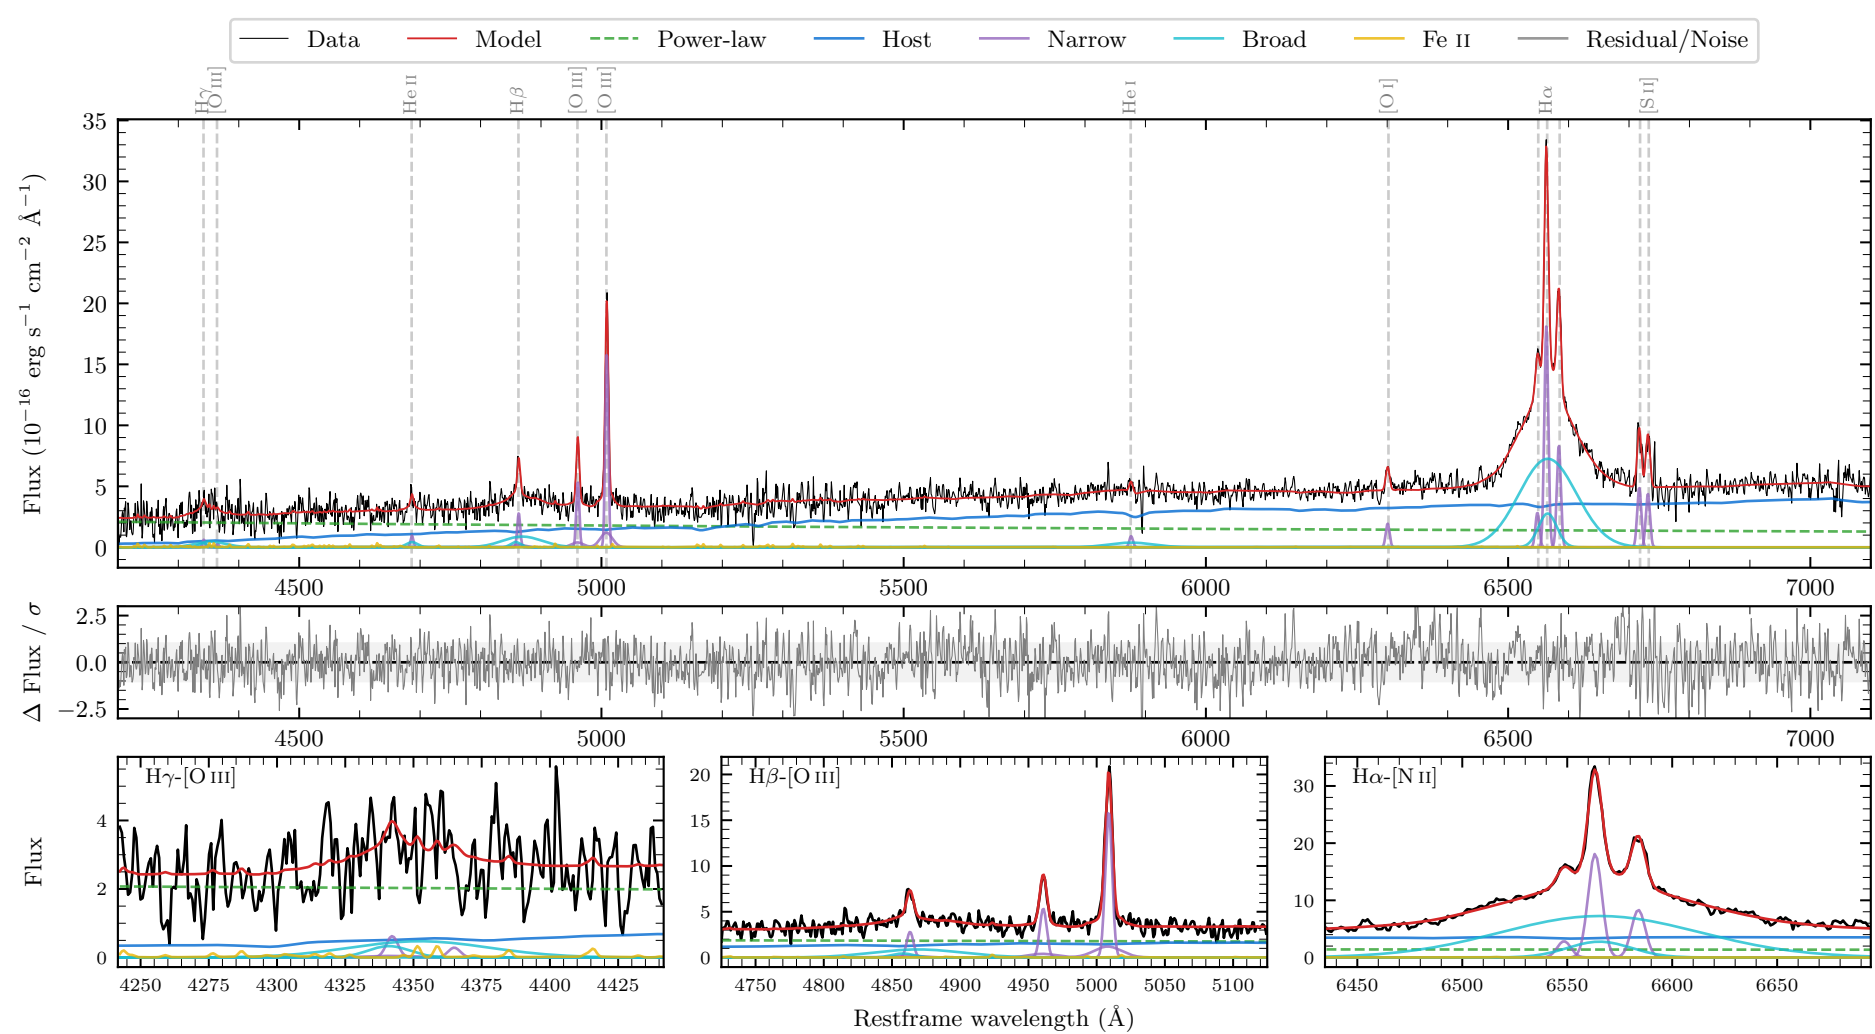 Data Model Power-law Host Narrow Broad Fe II Residual/Noise
Hγ [O III] He II Hβ [O III] [O III] He I [O I] Hα [S II]
Flux (10⁻¹⁶ erg s⁻¹ cm⁻² Å⁻¹)
35
30
25
20
15
10
5
0
4500 5000 5500 6000 6500 7000
Δ Flux / σ
2.5
0.0
−2.5
4500 5000 5500 6000 6500 7000
Flux
Hγ-[O III]
4
2
0
4250 4275 4300 4325 4350 4375 4400 4425
Hβ-[O III]
20
15
10
5
0
4750 4800 4850 4900 4950 5000 5050 5100
Hα-[N II]
30
20
10
0
6450 6500 6550 6600 6650
Restframe wavelength (Å)